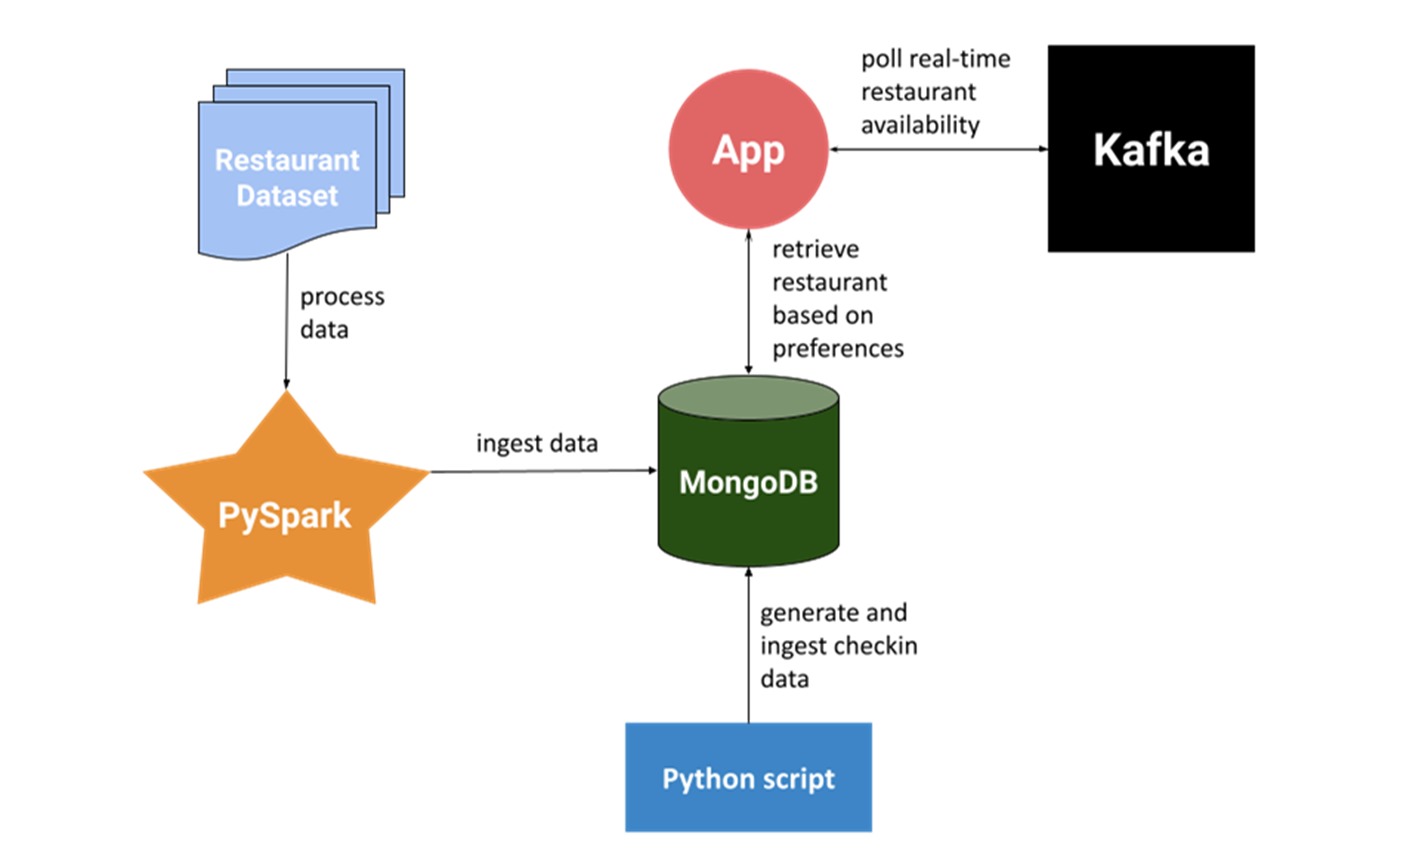 Restaurant
Dataset
process
data
PySpark
ingest data
App
poll real-time
restaurant
availability
Kafka
retrieve
restaurant
based on
preferences
MongoDB
generate and
ingest checkin
data
Python script